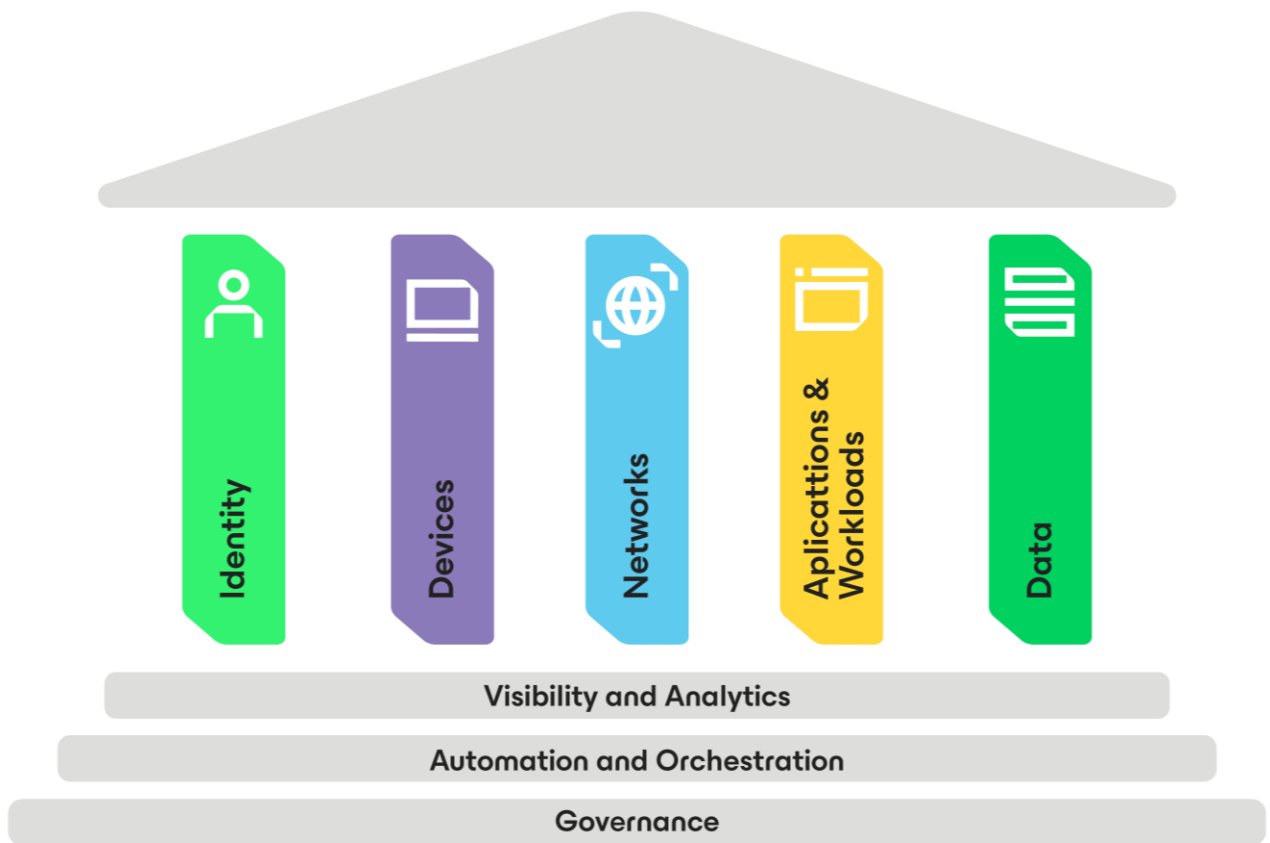 Identity
Devices
Networks
Aplicattions &
Workloads
Data
Visibility and Analytics
Automation and Orchestration
Governance